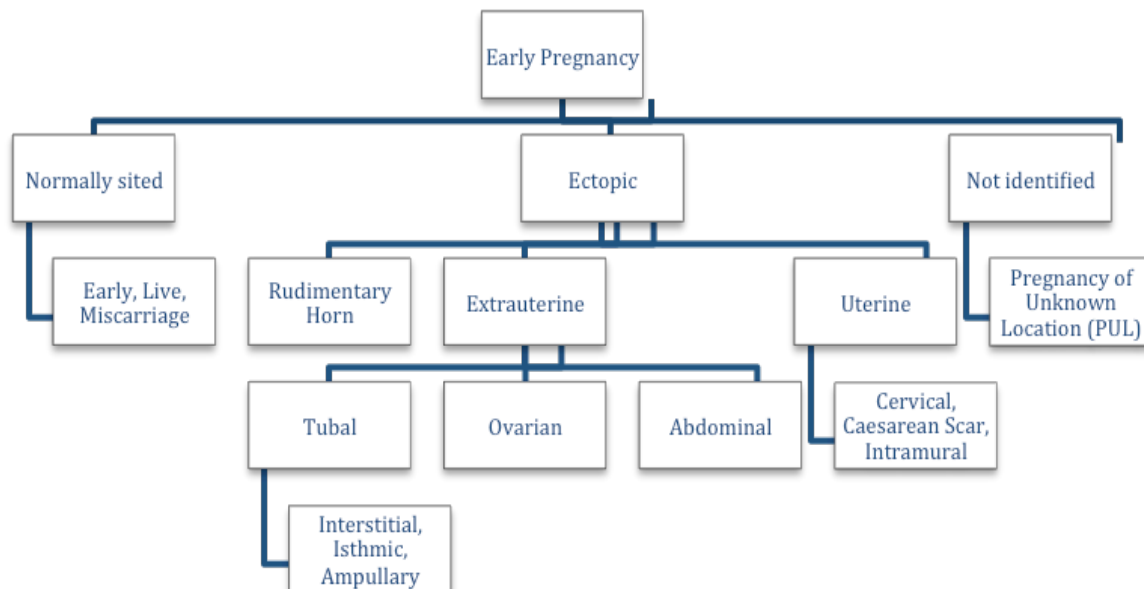 Early Pregnancy
Normally sited
Ectopic
Not identified
Early, Live,
Miscarriage
Rudimentary
Horn
Extrauterine
Uterine
Pregnancy of
Unknown
Location (PUL)
Tubal
Ovarian
Abdominal
Cervical,
Caesarean Scar,
Intramural
Interstitial,
Isthmic,
Ampullary